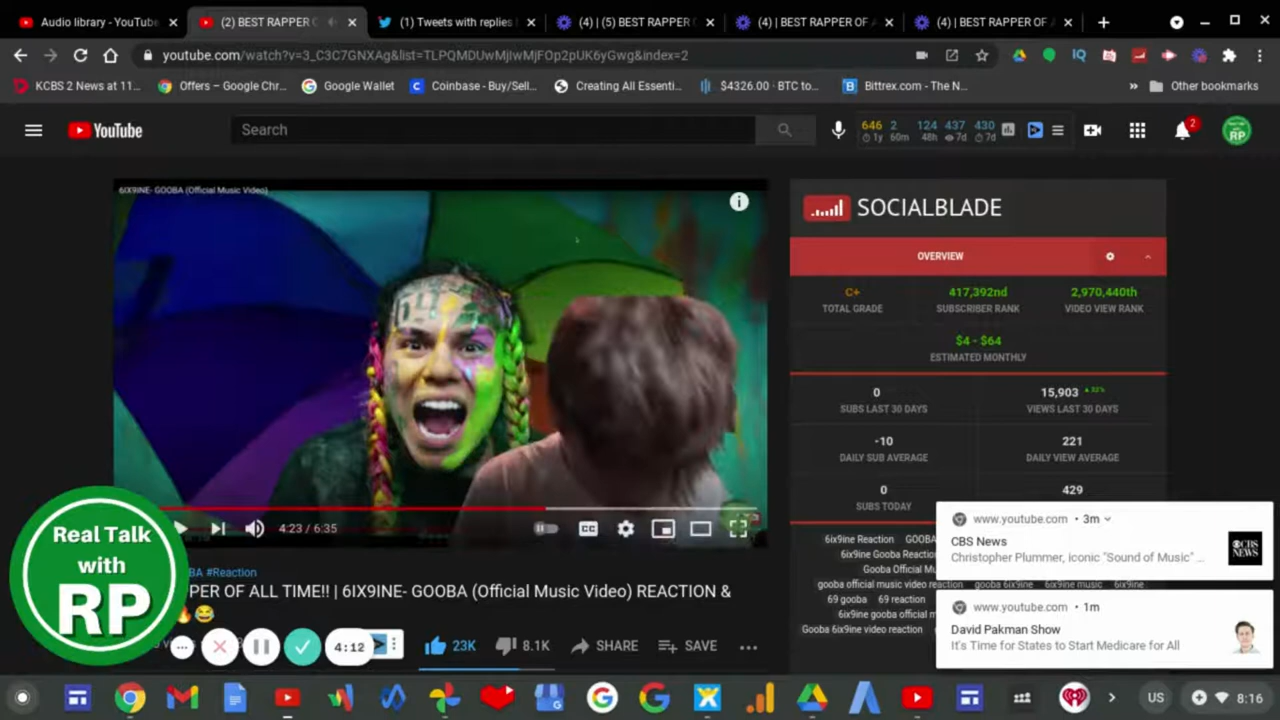 Audio library - YouTube
(2) BEST RAPPER
(1) Tweets with replies
(4) | (5) BEST RAPPER
(4) | BEST RAPPER OF
(4) | BEST RAPPER OF
youtube.com/watch?v=3_C3C7GNXAg&list=TLPQMDUwMjIwMjFOp2pUK6yGwg&index=2
KCBS 2 News at 11...
Offers – Google Chr...
Google Wallet
Coinbase - Buy/Sell...
Creating All Essenti...
$4326.00 · BTC to...
Bittrex.com - The N...
Other bookmarks
YouTube
Search
646 2 124 437 430
1y 60m 48h 7d 7d
2
RP
6IX9INE- GOOBA (Official Music Video)
4:23 / 6:35
CC
SOCIALBLADE
OVERVIEW
C+
TOTAL GRADE
417,392nd
SUBSCRIBER RANK
2,970,440th
VIDEO VIEW RANK
$4 - $64
ESTIMATED MONTHLY
0
SUBS LAST 30 DAYS
15,903
VIEWS LAST 30 DAYS
-10
DAILY SUB AVERAGE
221
DAILY VIEW AVERAGE
0
SUBS TODAY
429
6ix9ine Reaction
6ix9ine Gooba
Gooba Official
gooba official music video reaction gooba 6ix9ine 6ix9ine music 6ix9ine
69 gooba 69 reaction
6ix9ine gooba official
Gooba 6ix9ine video reaction
www.youtube.com • 3m
CBS News
Christopher Plummer, iconic "Sound of Music" ...
CBS NEWS
www.youtube.com • 1m
David Pakman Show
It's Time for States to Start Medicare for All
Real Talk
with
RP
#Reaction
OF ALL TIME!! | 6IX9INE- GOOBA (Official Music Video) REACTION &
4:12
23K
8.1K
SHARE
SAVE
US
8:16